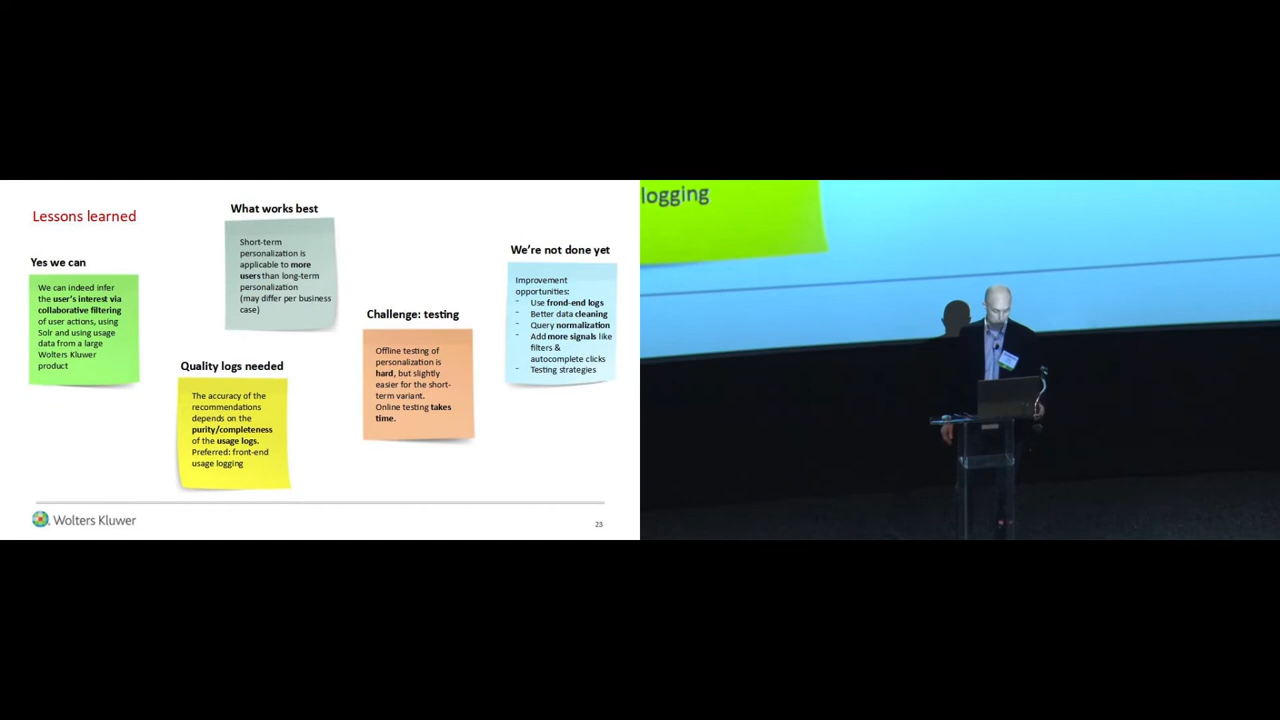 Lessons learned
Yes we can
We can indeed infer
the user's interest via
collaborative filtering
of user actions, using
Solr and using usage
data from a large
Wolters Kluwer
product
What works best
Short-term
personalization is
applicable to more
users than long-term
personalization
(may differ per business
case)
Quality logs needed
The accuracy of the
recommendations
depends on the
purity/completeness
of the usage logs.
Preferred: front-end
usage logging
Challenge: testing
Offline testing of
personalization is
hard, but slightly
easier for the short-
term variant.
Online testing takes
time.
We're not done yet
Improvement
opportunities:
- Use frond-end logs
- Better data cleaning
- Query normalization
- Add more signals like
filters &
autocomplete clicks
- Testing strategies
Wolters Kluwer
23
logging